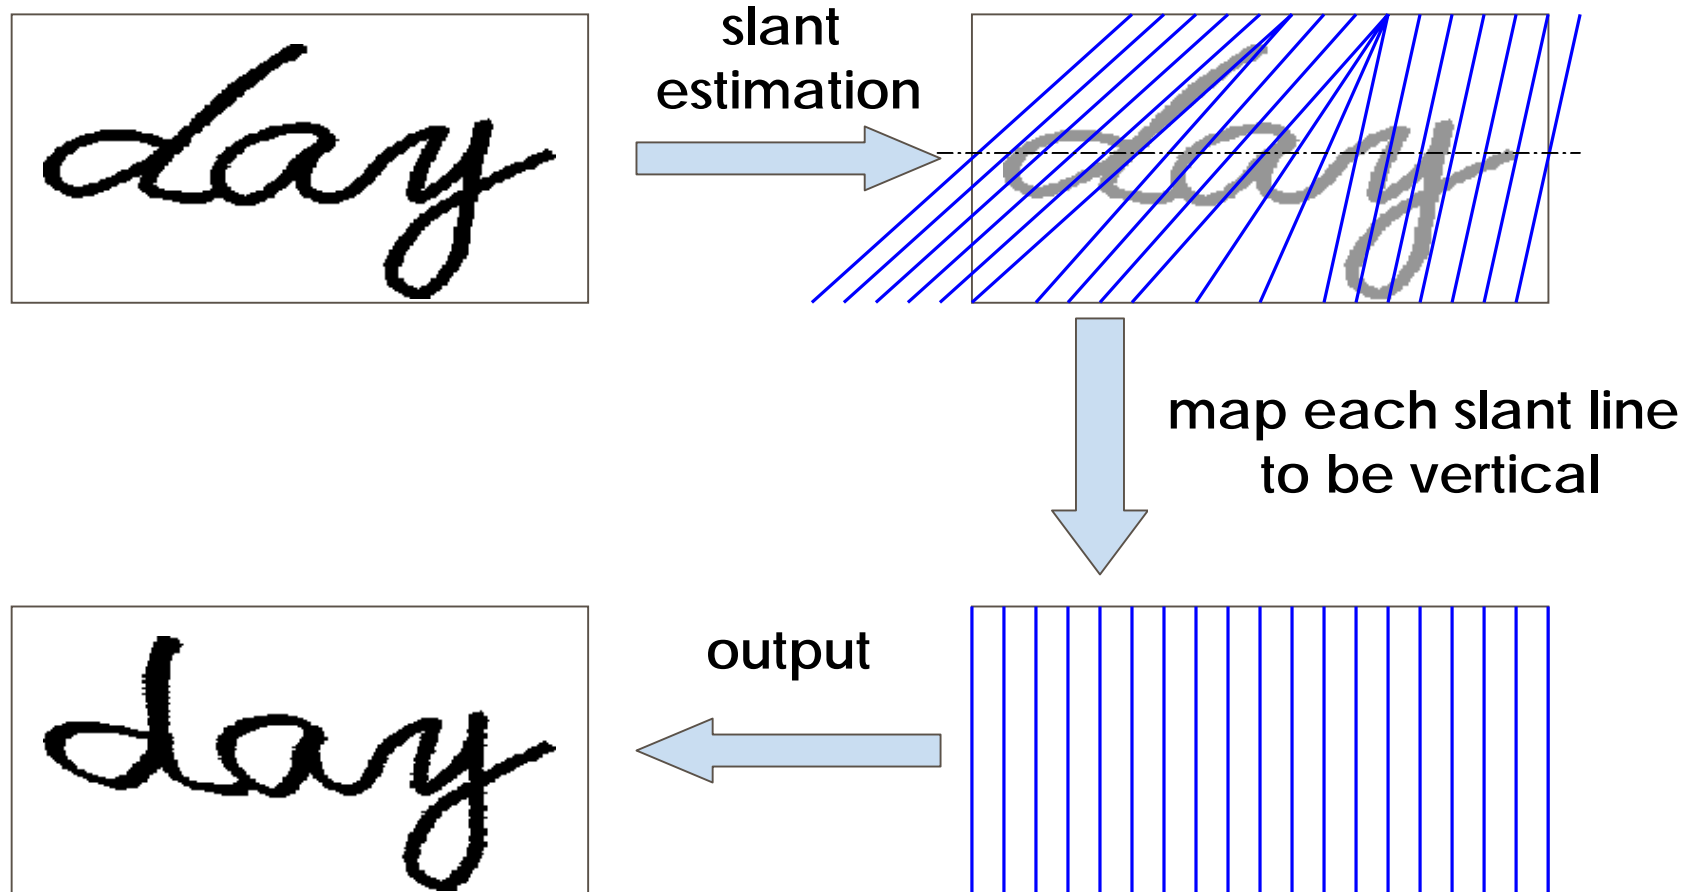 day
slant
estimation
day
map each slant line
to be vertical
day
output